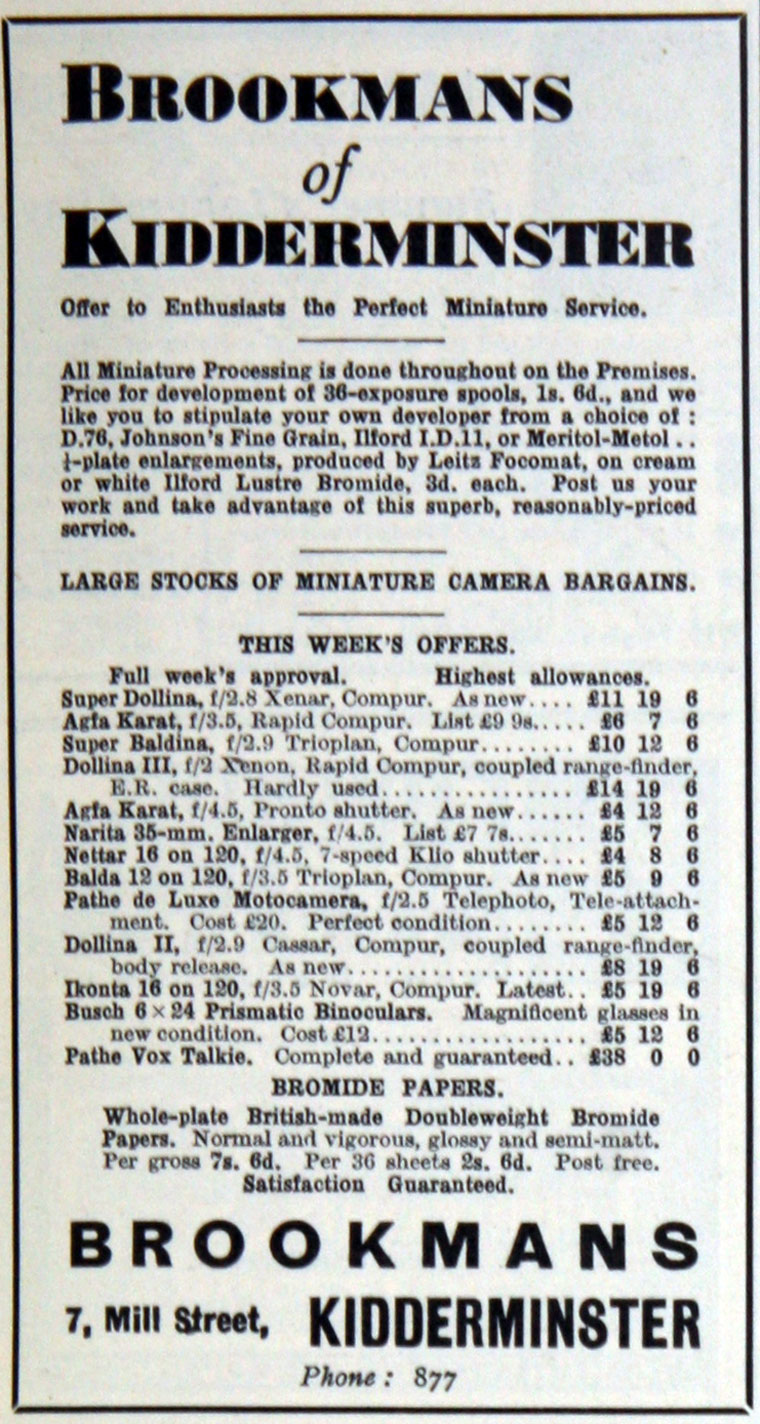 BROOKMANS
of
KIDDERMINSTER
Offer to Enthusiasts the Perfect Miniature Service.
All Miniature Processing is done throughout on the Premises.
Price for development of 36-exposure spools, 1s. 6d., and we
like you to stipulate your own developer from a choice of :
D.76, Johnson's Fine Grain, Ilford I.D.11, or Meritol-Metol . .
½-plate enlargements, produced by Leitz Focomat, on cream
or white Ilford Lustre Bromide, 3d. each. Post us your
work and take advantage of this superb, reasonably-priced
service.
LARGE STOCKS OF MINIATURE CAMERA BARGAINS.
THIS WEEK'S OFFERS.
Full week's approval. Highest allowances.
Super Dollina, f/2.8 Xenar, Compur. As new.... £11 19 6
Agfa Karat, f/3.5, Rapid Compur. List £9 9s..... £6 7 6
Super Baldina, f/2.9 Trioplan, Compur........ £10 12 6
Dollina III, f/2 Xenon, Rapid Compur, coupled range-finder,
E.R. case. Hardly used................ £14 19 6
Agfa Karat, f/4.5, Pronto shutter. As new...... £4 12 6
Narita 35-mm. Enlarger, f/4.5. List £7 7s....... £5 7 6
Nettar 16 on 120, f/4.5, 7-speed Klio shutter.... £4 8 6
Balda 12 on 120, f/3.5 Trioplan, Compur. As new £5 9 6
Pathe de Luxe Motocamera, f/2.5 Telephoto, Tele-attach-
ment. Cost £20. Perfect condition........ £5 12 6
Dollina II, f/2.9 Cassar, Compur, coupled range-finder,
body release. As new.................... £8 19 6
Ikonta 16 on 120, f/3.5 Novar, Compur. Latest.. £5 19 6
Busch 6 × 24 Prismatic Binoculars. Magnificent glasses in
new condition. Cost £12.................. £5 12 6
Pathe Vox Talkie. Complete and guaranteed.. £38 0 0
BROMIDE PAPERS.
Whole-plate British-made Doubleweight Bromide
Papers. Normal and vigorous, glossy and semi-matt.
Per gross 7s. 6d. Per 36 sheets 2s. 6d. Post free.
Satisfaction Guaranteed.
BROOKMANS
7, Mill Street, KIDDERMINSTER
Phone : 877